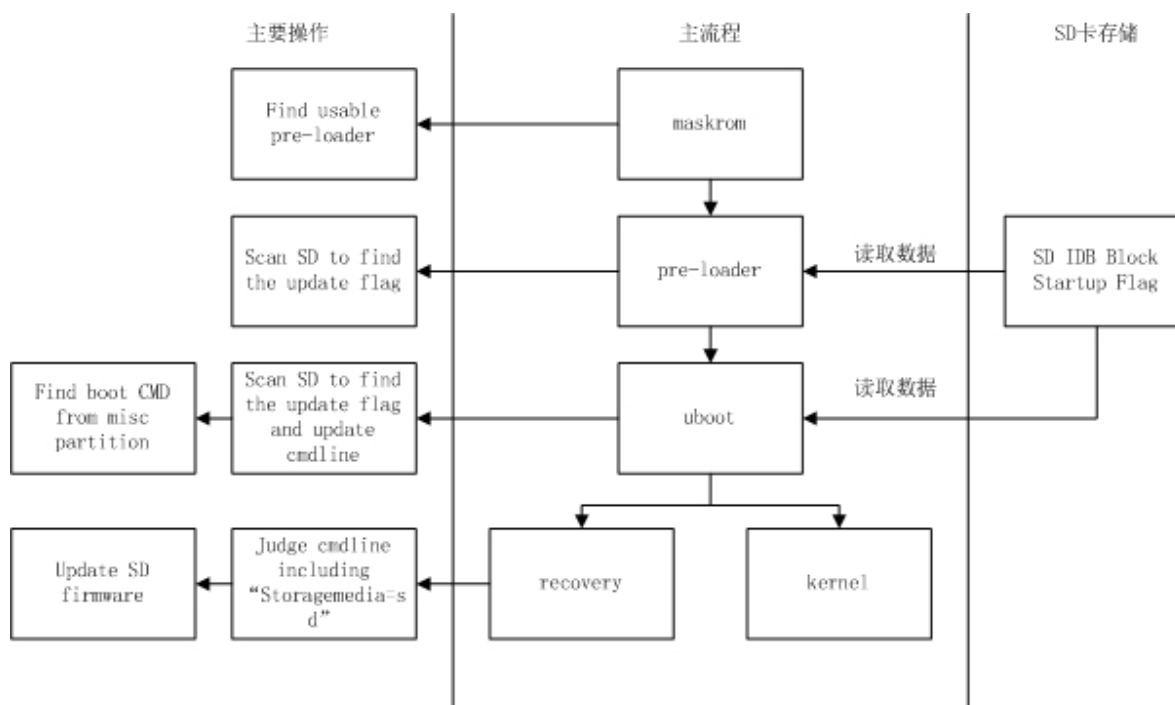 主要操作
主流程
SD卡存储
Find usable
pre-loader
maskrom
Scan SD to find
the update flag
pre-loader
读取数据
SD IDB Block
Startup Flag
Find boot CMD
from misc
partition
Scan SD to find
the update flag
and update
cmdline
uboot
读取数据
Update SD
firmware
Judge cmdline
including
“Storagemedia=s
d”
recovery
kernel